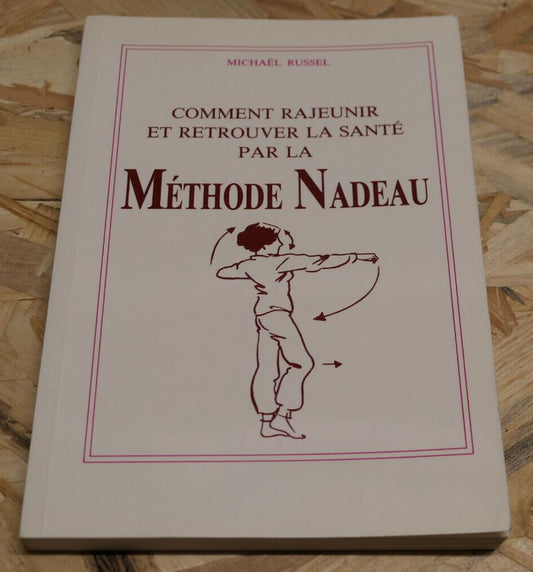 MICHAËL RUSSEL
COMMENT RAJEUNIR
ET RETROUVER LA SANTÉ
PAR LA
MÉTHODE NADEAU